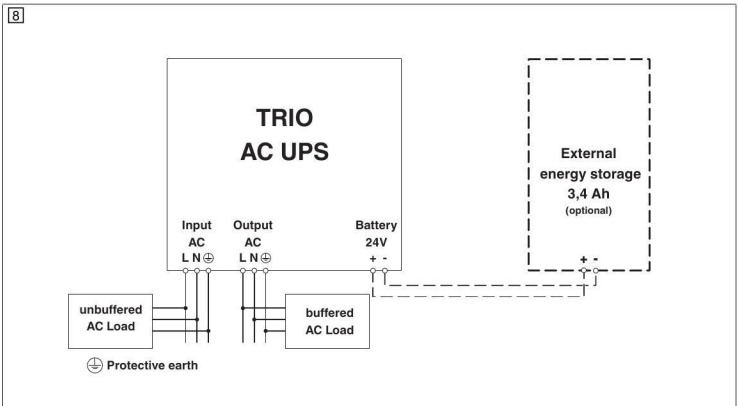 8
TRIO
AC UPS
External
energy storage
3,4 Ah
(optional)
Input
AC
L N ⏚
Output
AC
L N ⏚
Battery
24V
+ -
+ -
unbuffered
AC Load
buffered
AC Load
⏚ Protective earth